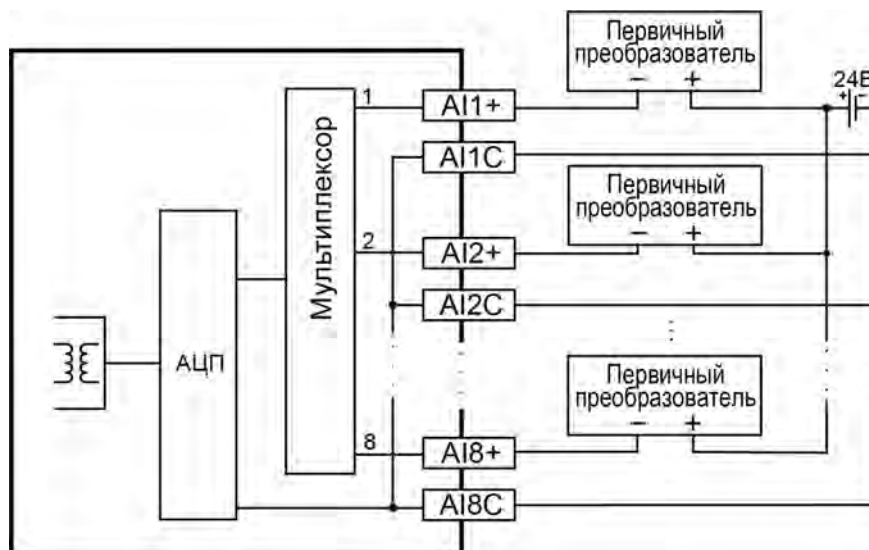 Первичный
преобразователь
− +
24В
+ −
1
AI1+
AI1C
Первичный
преобразователь
− +
Мультиплексор
2
AI2+
AI2C
АЦП
Первичный
преобразователь
− +
8
AI8+
AI8C